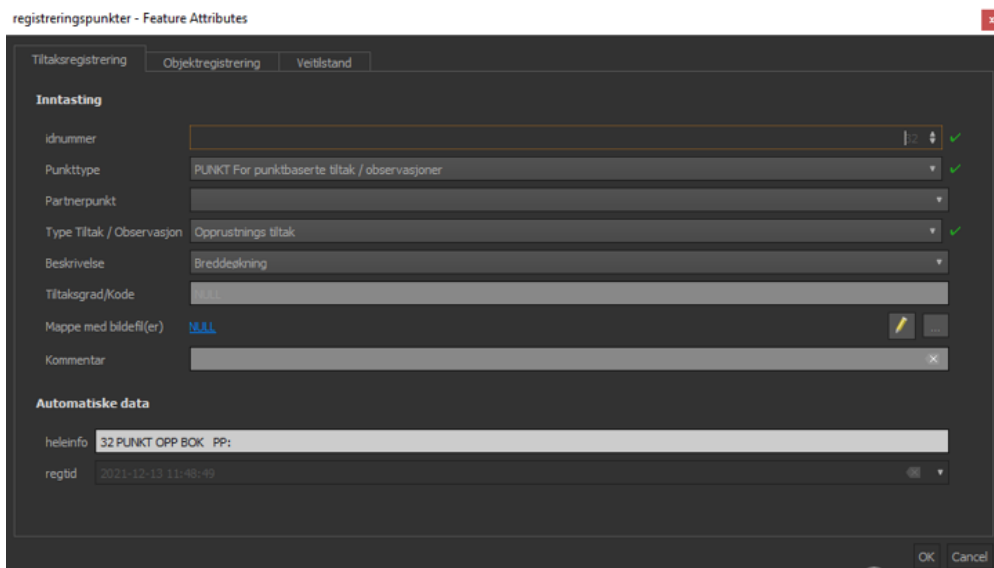 registreringspunkter - Feature Attributes
x
Tiltaksregistrering Objektregistrering Veitilstand
Inntasting
idnummer 32
Punkttype PUNKT For punktbaserte tiltak / observasjoner
Partnerpunkt
Type Tiltak / Observasjon Opprustnings tiltak
Beskrivelse Breddeøkning
Tiltaksgrad/Kode NULL
Mappe med bildefil(er) NULL ...
Kommentar
Automatiske data
heleinfo 32 PUNKT OPP BOK PP:
regtid 2021-12-13 11:48:49
OK Cancel